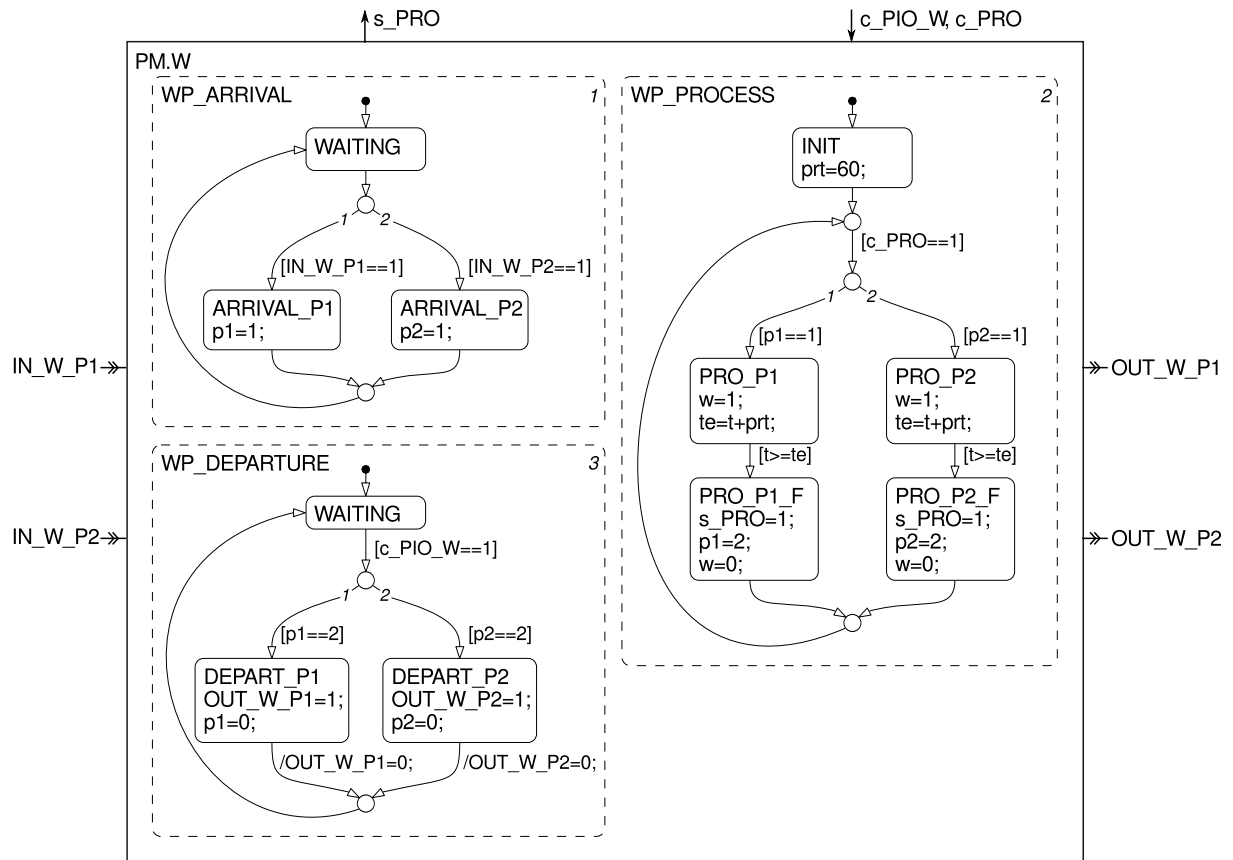 s_PRO
c_PIO_W, c_PRO
PM.W
WP_ARRIVAL
1
WAITING
1
2
[IN_W_P1==1]
[IN_W_P2==1]
ARRIVAL_P1
p1=1;
ARRIVAL_P2
p2=1;
IN_W_P1
WP_DEPARTURE
3
WAITING
IN_W_P2
[c_PIO_W==1]
1
2
[p1==2]
[p2==2]
DEPART_P1
OUT_W_P1=1;
p1=0;
DEPART_P2
OUT_W_P2=1;
p2=0;
/OUT_W_P1=0;
/OUT_W_P2=0;
WP_PROCESS
2
INIT
prt=60;
[c_PRO==1]
1
2
[p1==1]
[p2==1]
PRO_P1
w=1;
te=t+prt;
PRO_P2
w=1;
te=t+prt;
[t>=te]
[t>=te]
PRO_P1_F
s_PRO=1;
p1=2;
w=0;
PRO_P2_F
s_PRO=1;
p2=2;
w=0;
OUT_W_P1
OUT_W_P2